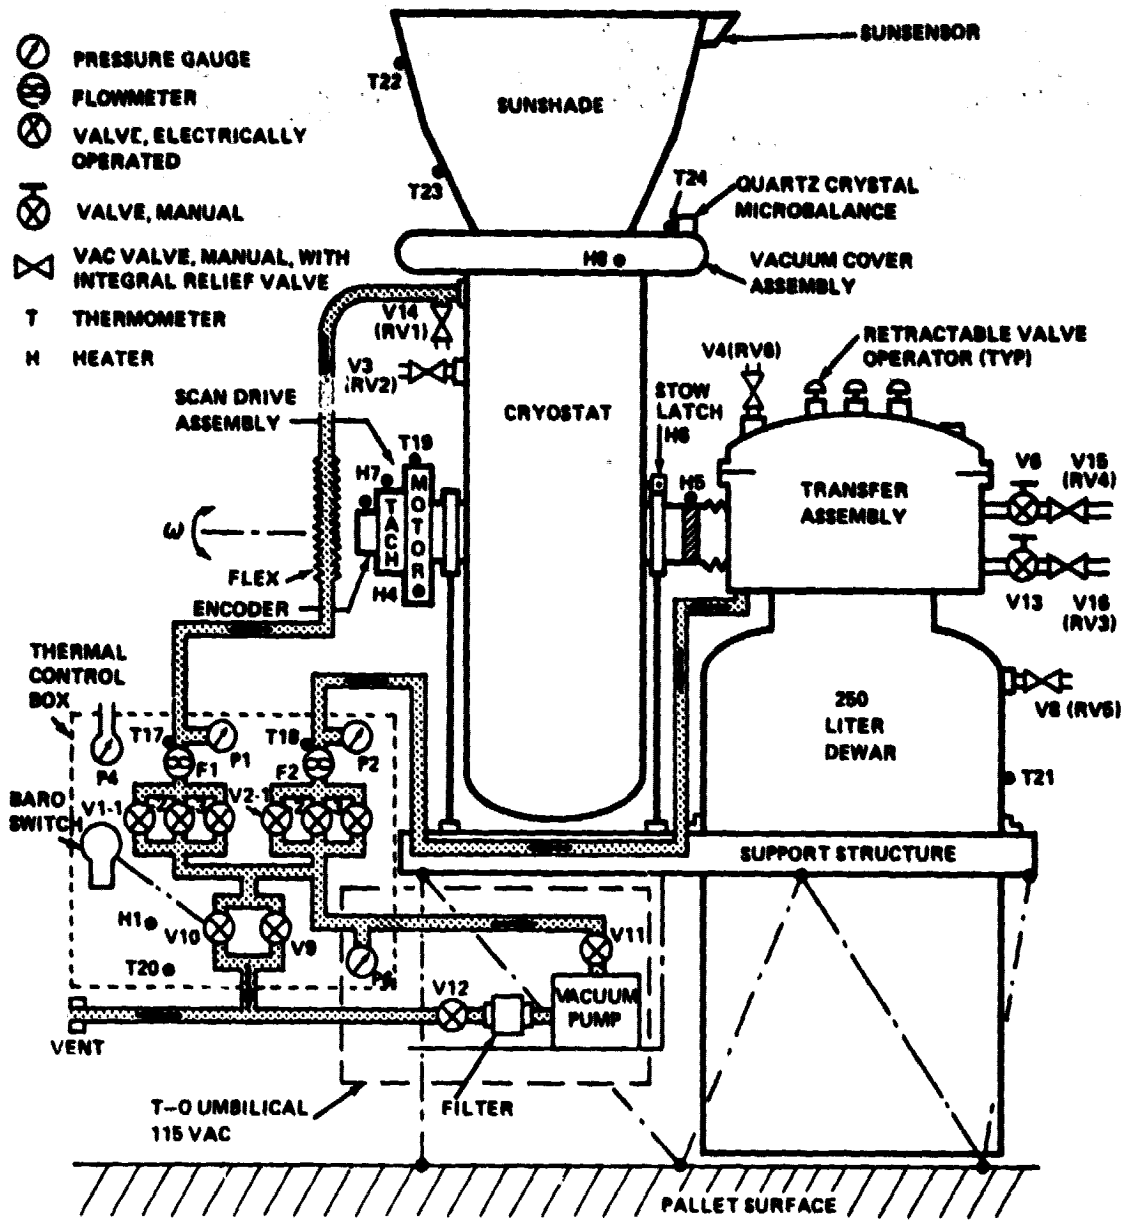 SUNSENSOR
PRESSURE GAUGE
FLOWMETER
VALVE, ELECTRICALLY
OPERATED
VALVE, MANUAL
VAC VALVE, MANUAL, WITH
INTEGRAL RELIEF VALVE
T THERMOMETER
H HEATER
T22
SUNSHADE
T23
T24
QUARTZ CRYSTAL
MICROBALANCE
H8
VACUUM COVER
ASSEMBLY
V14
(RV1)
V3
(RV2)
SCAN DRIVE
ASSEMBLY
CRYOSTAT
V4(RV6)
RETRACTABLE VALVE
OPERATOR (TYP)
STOW
LATCH
H6
T19
H7
H5
TACH
MOTOR
H4
ω
FLEX
ENCODER
TRANSFER
ASSEMBLY
V6
V15
(RV4)
V13
V16
(RV3)
THERMAL
CONTROL
BOX
250
LITER
DEWAR
V8 (RV5)
T21
T17
P1
T18
P2
P4
F1
F2
BARO
SWITCH
V1-1
V2-1
SUPPORT STRUCTURE
H1
V10
V9
V11
T20
V12
VACUUM
PUMP
VENT
T-O UMBILICAL
115 VAC
FILTER
PALLET SURFACE